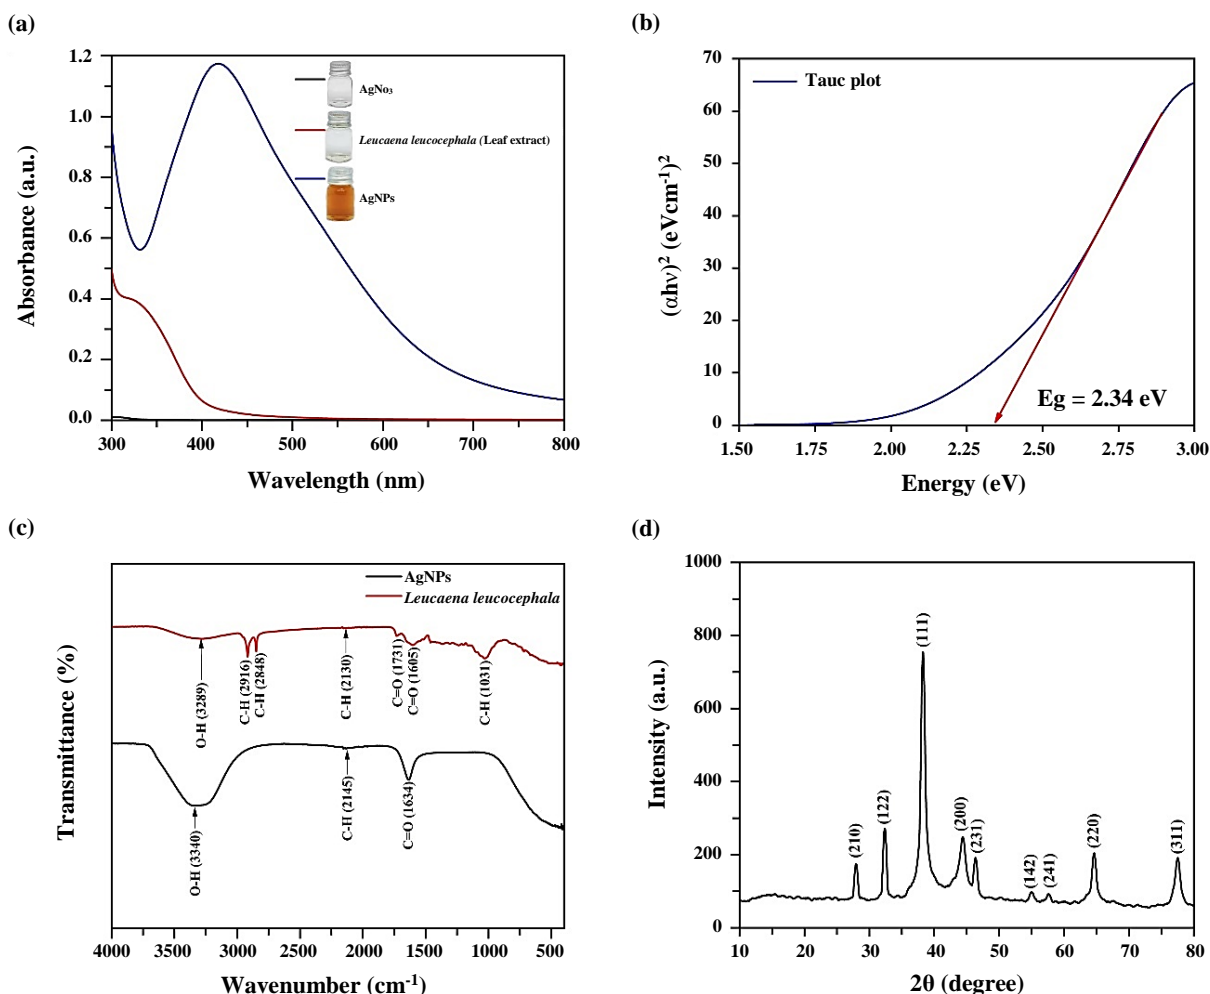 (a)
1.2
1.0
0.8
0.6
0.4
0.2
0.0
300
400
500
600
700
800
Absorbance (a.u.)
Wavelength (nm)
AgNo₃
Leucaena leucocephala (Leaf extract)
AgNPs
(b)
70
60
50
40
30
20
10
0
1.50
1.75
2.00
2.25
2.50
2.75
3.00
(αhν)² (eVcm⁻¹)²
Energy (eV)
Tauc plot
Eg = 2.34 eV
(c)
AgNPs
Leucaena leucocephala
O-H (3289)
C-H (2916)
C-H (2848)
C-H (2130)
C=O (1731)
C=O (1605)
C-H (1031)
O-H (3340)
C-H (2145)
C=O (1634)
4000
3500
3000
2500
2000
1500
1000
500
Transmittance (%)
Wavenumber (cm⁻¹)
(d)
1000
800
600
400
200
0
10
20
30
40
50
60
70
80
Intensity (a.u.)
2θ (degree)
(210)
(122)
(111)
(200)
(231)
(142)
(241)
(220)
(311)